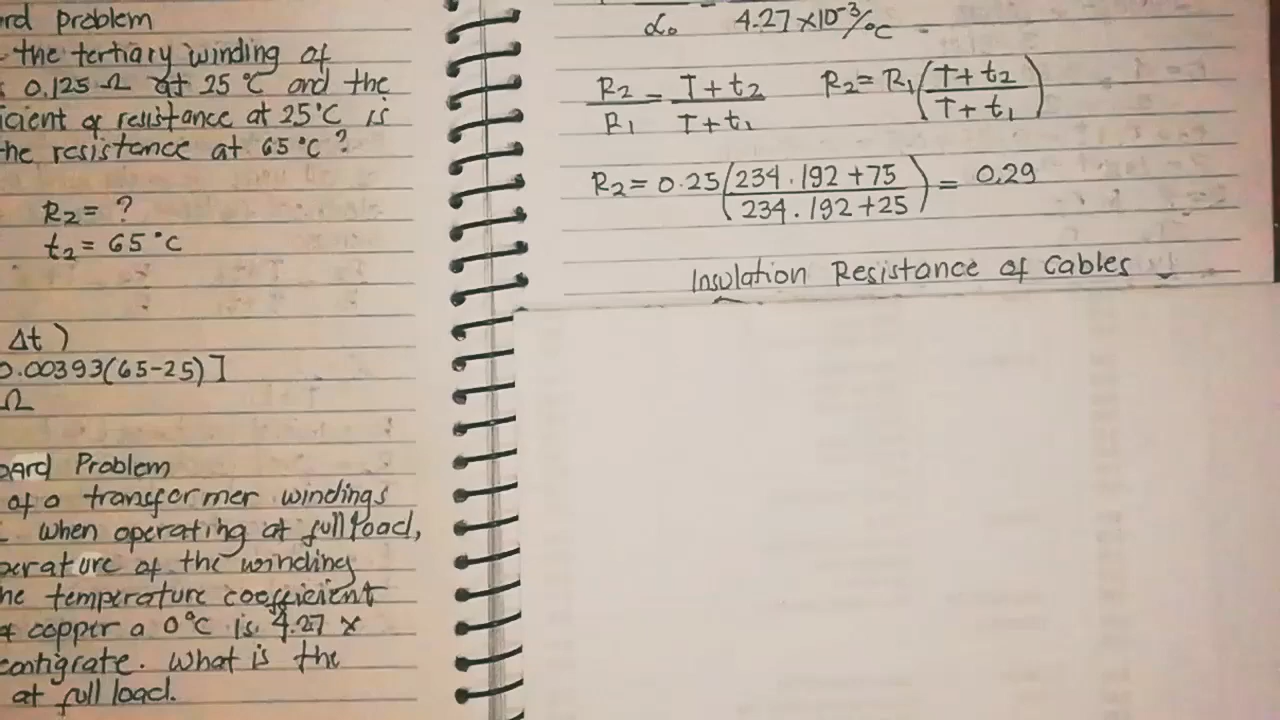 rd problem
the tertiary winding of
0.125 Ω at 25°C and the
icient of resistance at 25°C is
he resistance at 65°C?
R₂ = ?
t₂ = 65°C
Δt)
0.00393(65-25)]
Ω
oard Problem
of a transformer windings
when operating at full load,
perature of the winding
he temperature coefficient
of copper a 0°C is 4.27 x
centigrate. What is the
at full load.
α₀ 4.27 x10⁻³/°C
R₂/R₁ = T+t₂/T+t₁ R₂ = R₁(T+t₂/T+t₁)
R₂ = 0.25(234.192+75/234.192+25) = 0.29
Insulation Resistance of Cables